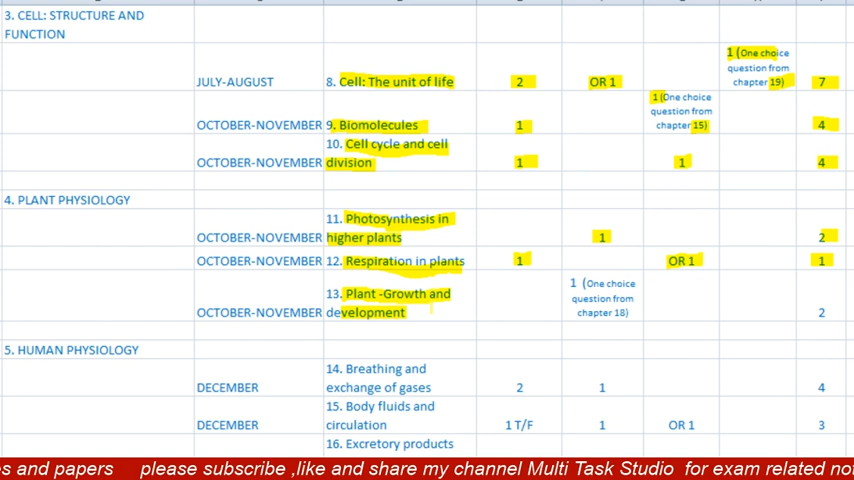 3. CELL: STRUCTURE AND
FUNCTION
1 (One choice
question from
chapter 19)
JULY-AUGUST 8. Cell: The unit of life 2 OR 1 7
1 (One choice
question from
chapter 15)
OCTOBER-NOVEMBER 9. Biomolecules 1 4
10. Cell cycle and cell
OCTOBER-NOVEMBER division 1 1 4
4. PLANT PHYSIOLOGY
11. Photosynthesis in
OCTOBER-NOVEMBER higher plants 1 2
OCTOBER-NOVEMBER 12. Respiration in plants 1 OR 1 1
1 (One choice
13. Plant -Growth and question from
OCTOBER-NOVEMBER development chapter 18) 2
5. HUMAN PHYSIOLOGY
14. Breathing and
DECEMBER exchange of gases 2 1 4
15. Body fluids and
DECEMBER circulation 1 T/F 1 OR 1 3
16. Excretory products
es and papers please subscribe ,like and share my channel Multi Task Studio for exam related not